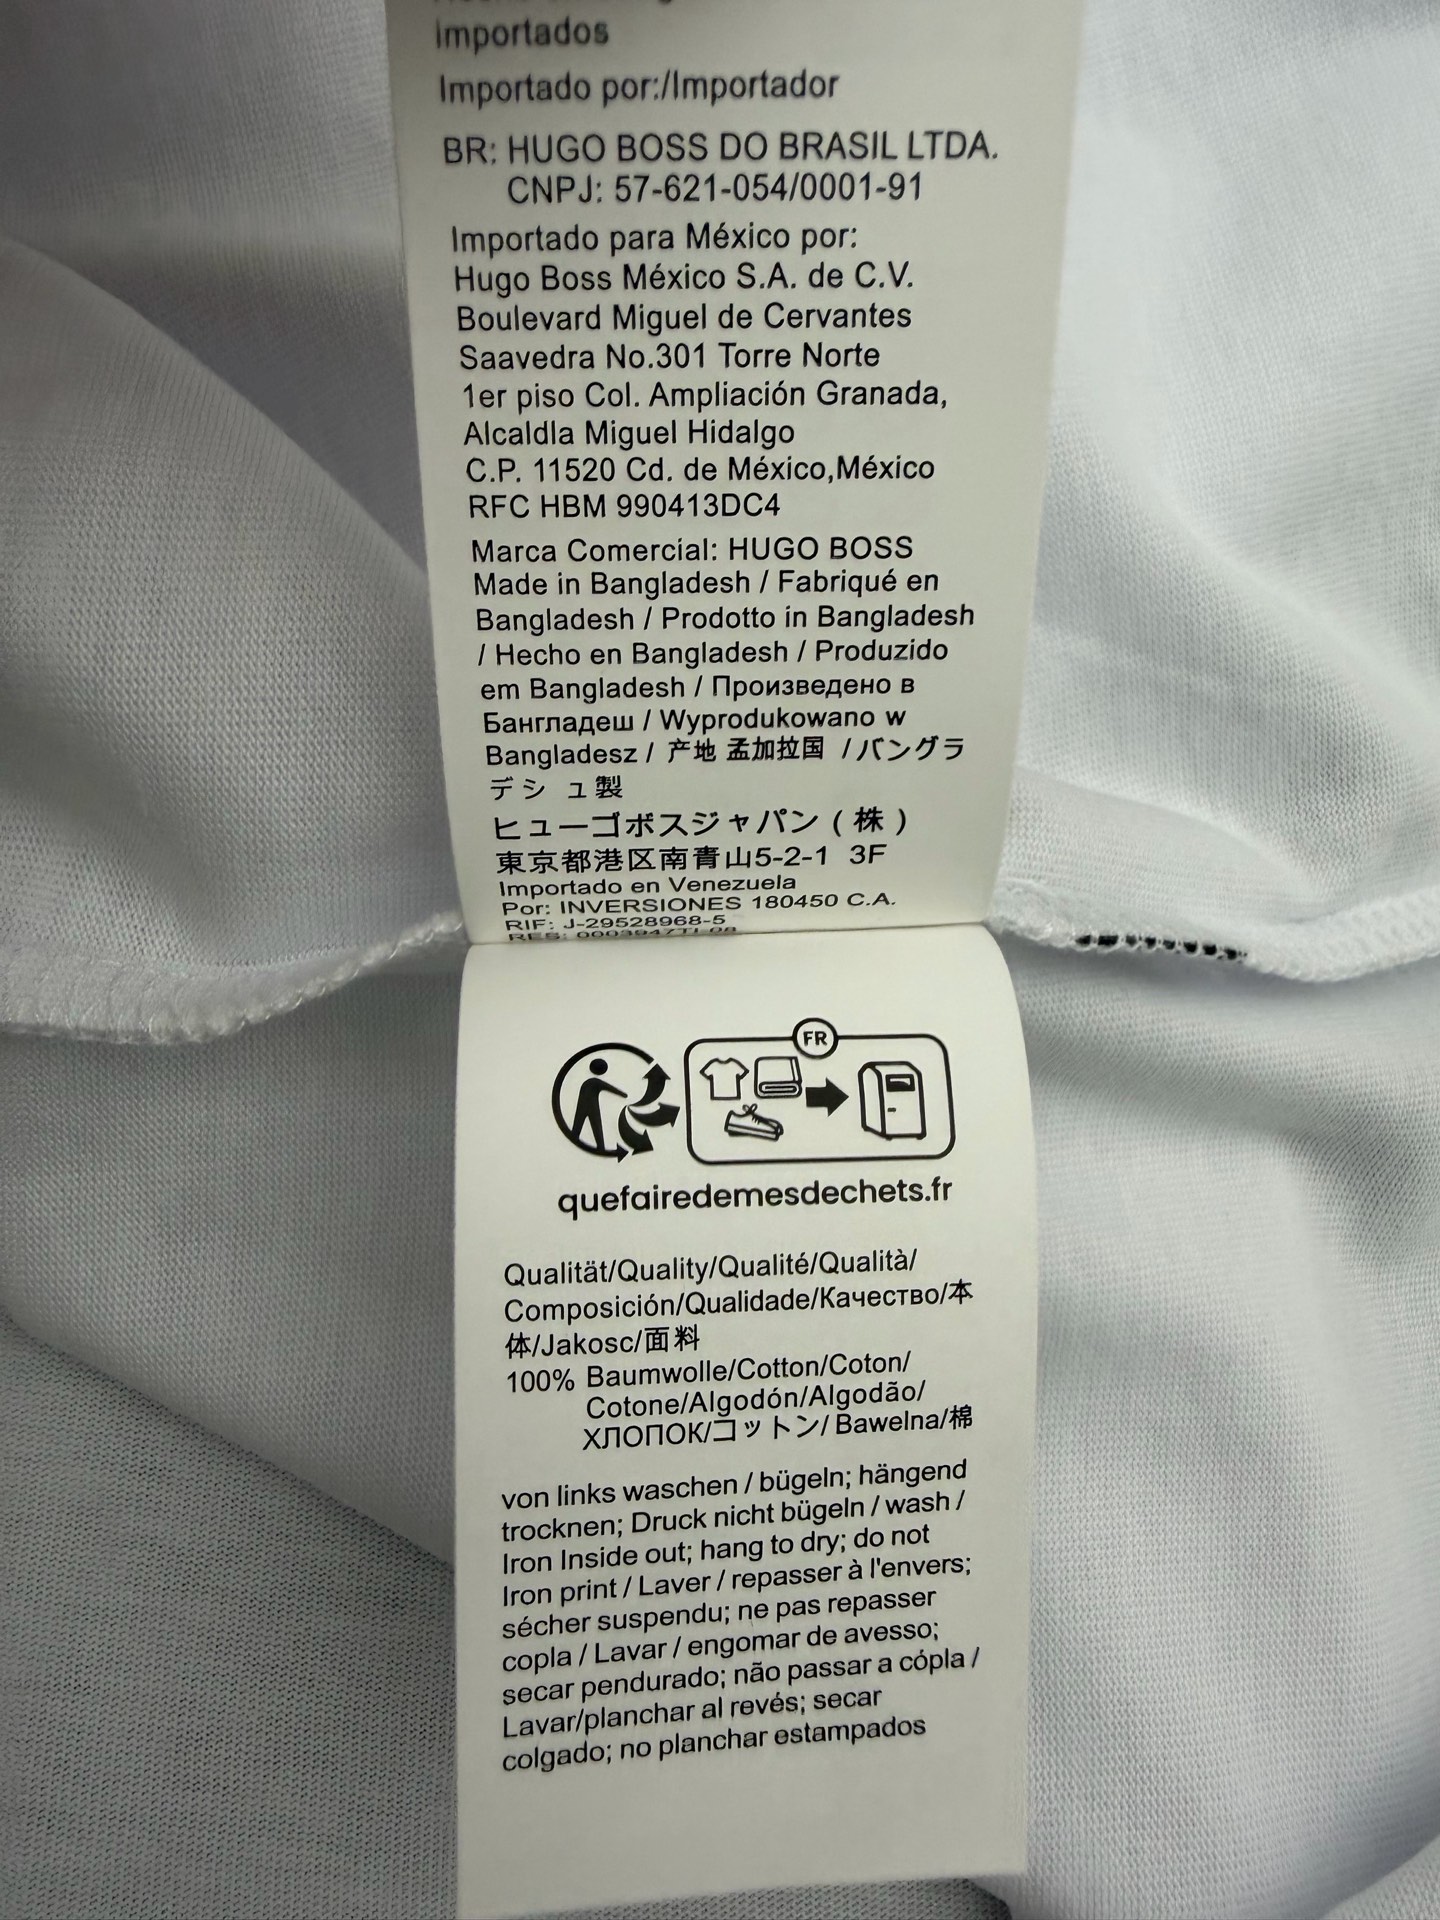 importados
Importado por:/Importador
BR: HUGO BOSS DO BRASIL LTDA.
CNPJ: 57-621-054/0001-91
Importado para México por:
Hugo Boss México S.A. de C.V.
Boulevard Miguel de Cervantes
Saavedra No.301 Torre Norte
1er piso Col. Ampliación Granada,
Alcaldla Miguel Hidalgo
C.P. 11520 Cd. de México,México
RFC HBM 990413DC4
Marca Comercial: HUGO BOSS
Made in Bangladesh / Fabriqué en
Bangladesh / Prodotto in Bangladesh
/ Hecho en Bangladesh / Produzido
em Bangladesh / Произведено в
Бангладеш / Wyprodukowano w
Bangladesz / 产地 孟加拉国 /バングラ
デシュ製
ヒューゴボスジャパン(株)
東京都港区南青山5-2-1 3F
Importado en Venezuela
Por: INVERSIONES 180450 C.A.
RIF: J-29528968-5
RES:
FR
quefairedemesdechets.fr
Qualität/Quality/Qualité/Qualità/
Composición/Qualidade/Качество/本
体/Jakosc/面料
100% Baumwolle/Cotton/Coton/
Cotone/Algodón/Algodão/
ХЛОПОК/コットン/ Bawelna/棉
von links waschen / bügeln; hängend
trocknen; Druck nicht bügeln / wash /
Iron Inside out; hang to dry; do not
Iron print / Laver / repasser à l'envers;
sécher suspendu; ne pas repasser
copla / Lavar / engomar de avesso;
secar pendurado; não passar a cópla /
Lavar/planchar al revés; secar
colgado; no planchar estampados